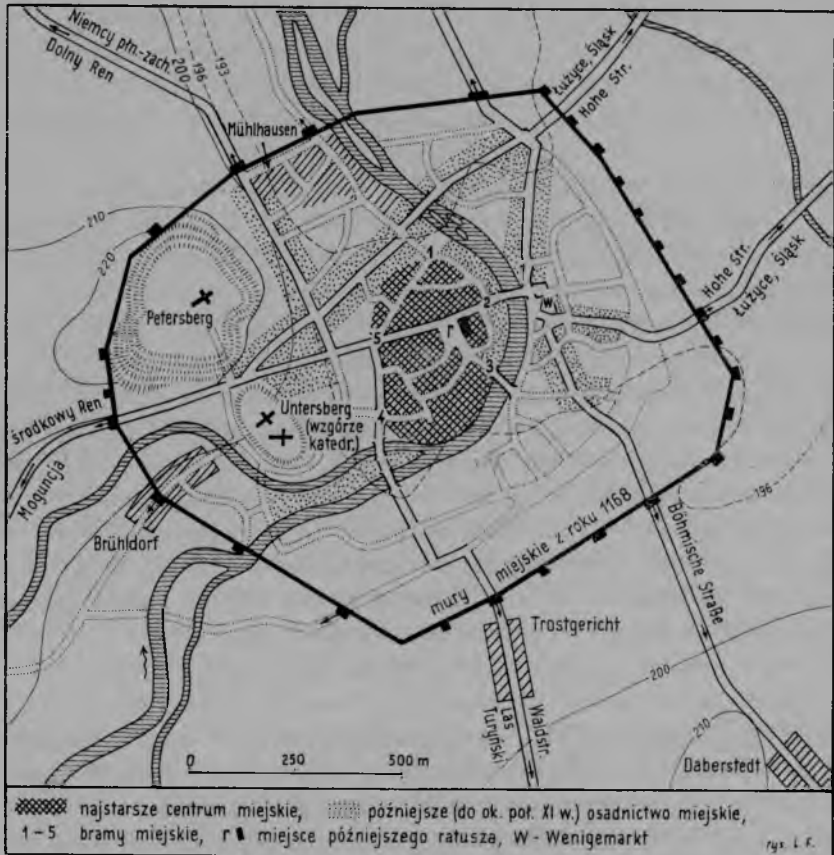 Niemcy płn.-zach.
Dolny Ren
200
196
193
Łużyce, Śląsk
Hohe Str.
Mühlhausen
210
220
Petersberg
Hohe Str.
Łużyce, Śląsk
1
2
W
r
5
3
4
Untersberg
(wzgórze
katedr.)
środkowy Ren
Moguncja
Brühldorf
196
mury miejskie z roku 1168
Böhmische Straße
Trostgericht
Las
Turyński
Waldstr.
200
210
Daberstedt
0 250 500 m
najstarsze centrum miejskie, późniejsze (do ok. poł. XI w.) osadnictwo miejskie,
1-5 bramy miejskie, r miejsce późniejszego ratusza, W - Wenigemarkt
rys. L. F.